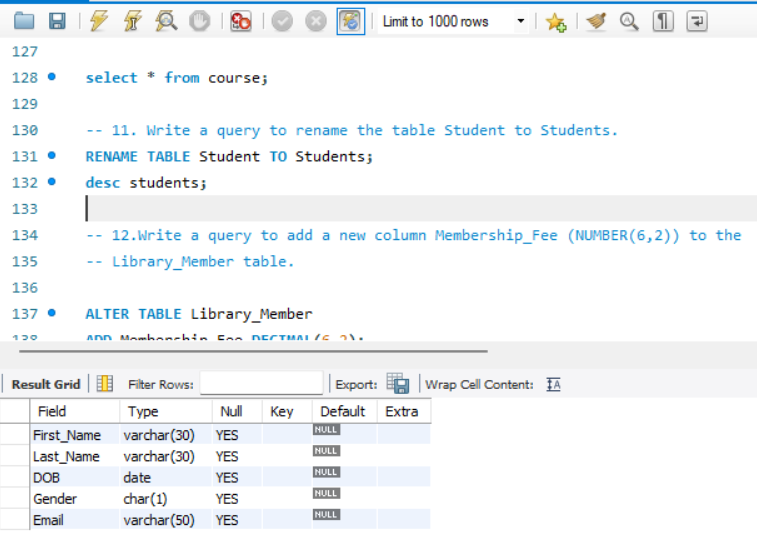 Limit to 1000 rows
127
128 select * from course;
129
130 -- 11. Write a query to rename the table Student to Students.
131 RENAME TABLE Student TO Students;
132 desc students;
133
134 -- 12.Write a query to add a new column Membership_Fee (NUMBER(6,2)) to the
135 -- Library_Member table.
136
137 ALTER TABLE Library_Member
138 ADD Membership_Fee DECIMAL(6,2);
Result Grid Filter Rows: Export: Wrap Cell Content:
Field Type Null Key Default Extra
First_Name varchar(30) YES NULL
Last_Name varchar(30) YES NULL
DOB date YES NULL
Gender char(1) YES NULL
Email varchar(50) YES NULL